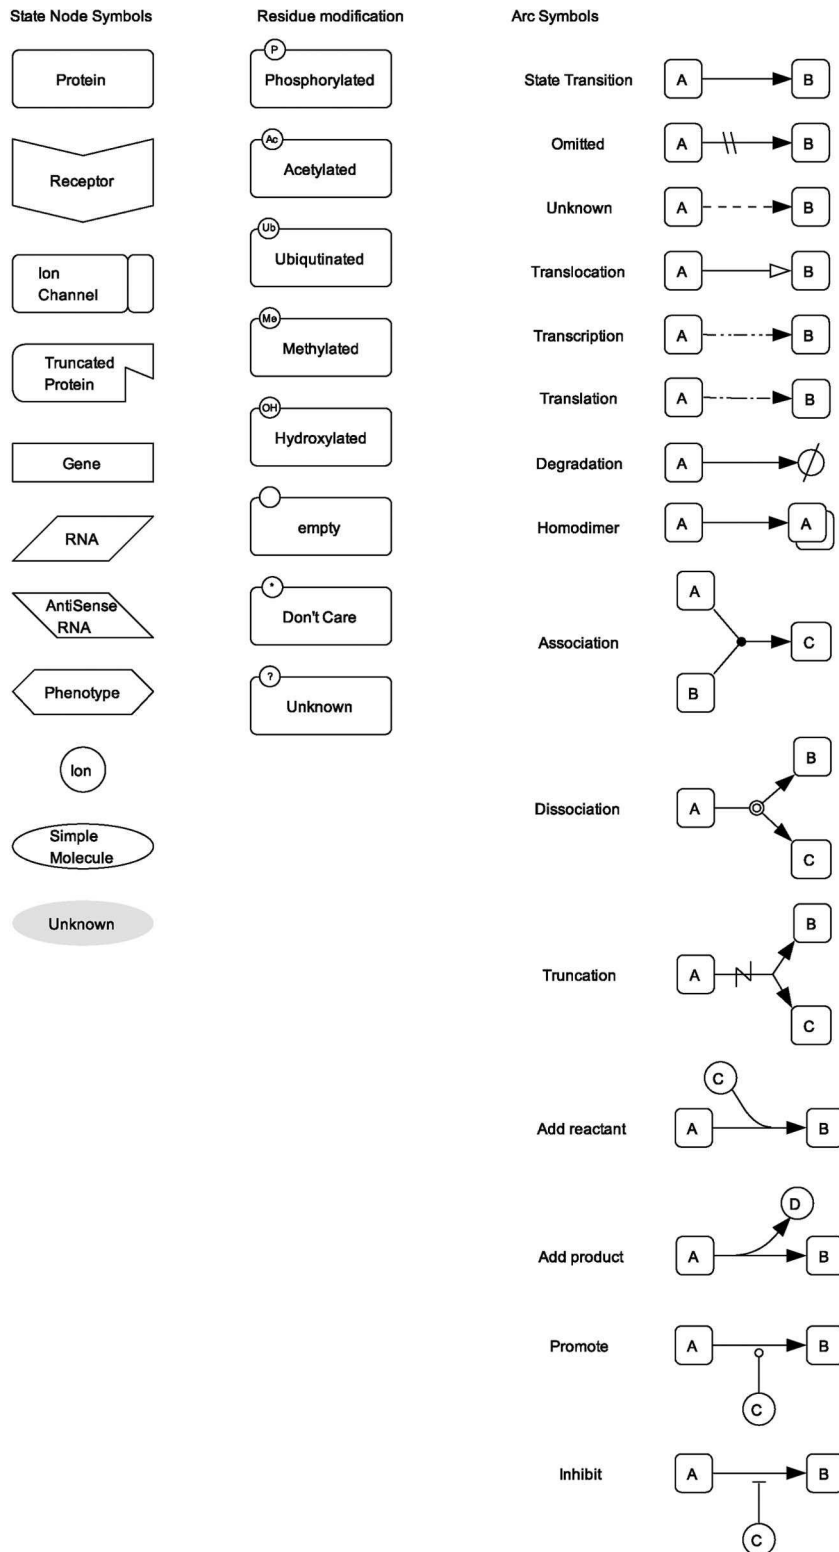 State Node Symbols
Protein
Receptor
Ion
Channel
Truncated
Protein
Gene
RNA
AntiSense
RNA
Phenotype
Ion
Simple
Molecule
Unknown
Residue modification
P
Phosphorylated
Ac
Acetylated
Ub
Ubiqutinated
Me
Methylated
OH
Hydroxylated
empty
*
Don't Care
?
Unknown
Arc Symbols
State Transition A B
Omitted A B
Unknown A B
Translocation A B
Transcription A B
Translation A B
Degradation A
Homodimer A A
A
Association C
B
B
Dissociation A
C
B
Truncation A
C
C
Add reactant A B
D
Add product A B
Promote A B
C
Inhibit A B
C